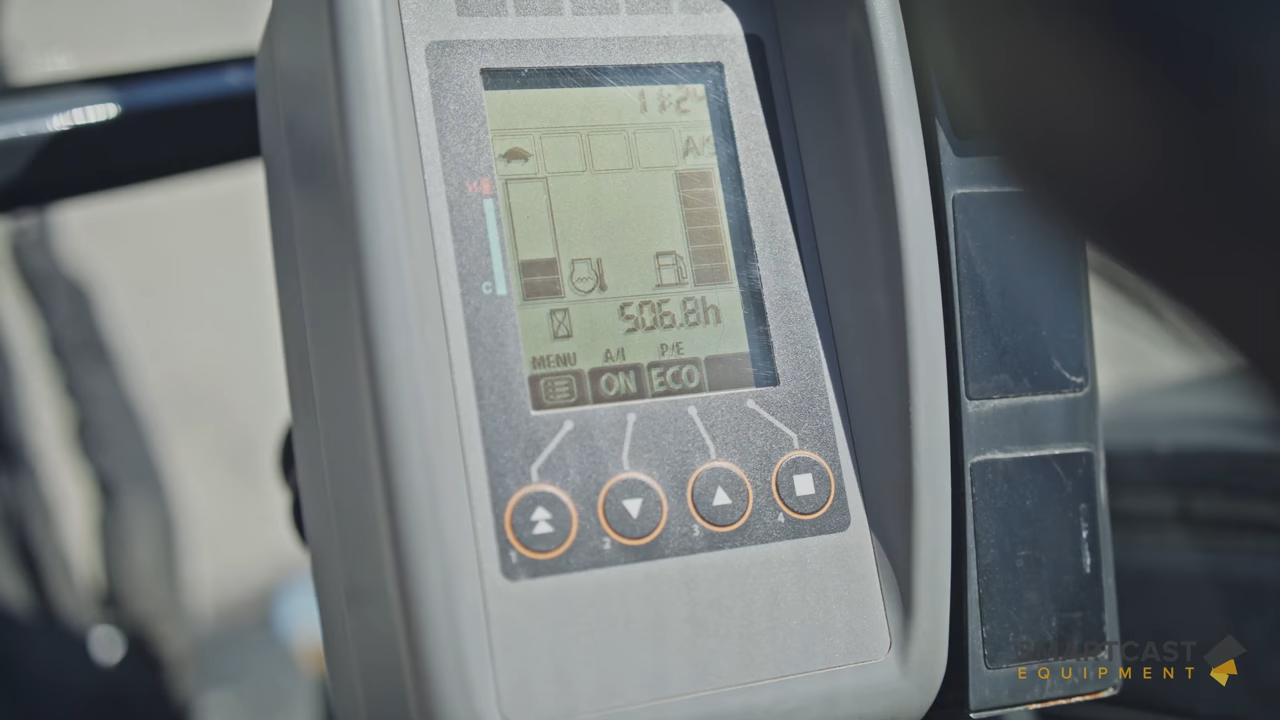 H
C
506.8h
MENU A/I P/E
ON ECO
1 2 3 4
SMARTCAST
EQUIPMENT